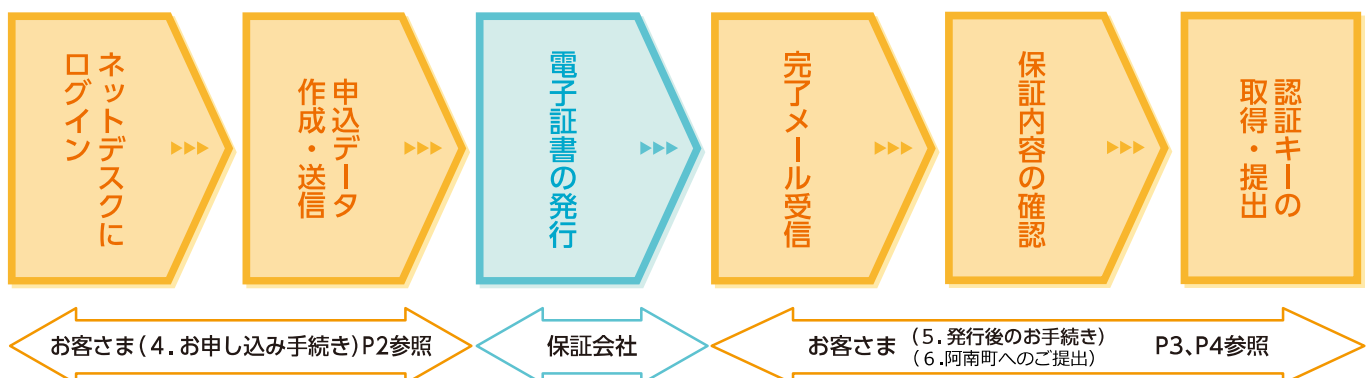 ネットデスクに
ログイン
申込データ
作成・送信
電子証書の発行
完了メール受信
保証内容の確認
認証キーの
取得・提出
お客さま(4.お申し込み手続き)P2参照
保証会社
お客さま (5.発行後のお手続き) P3、P4参照
(6.阿南町へのご提出)